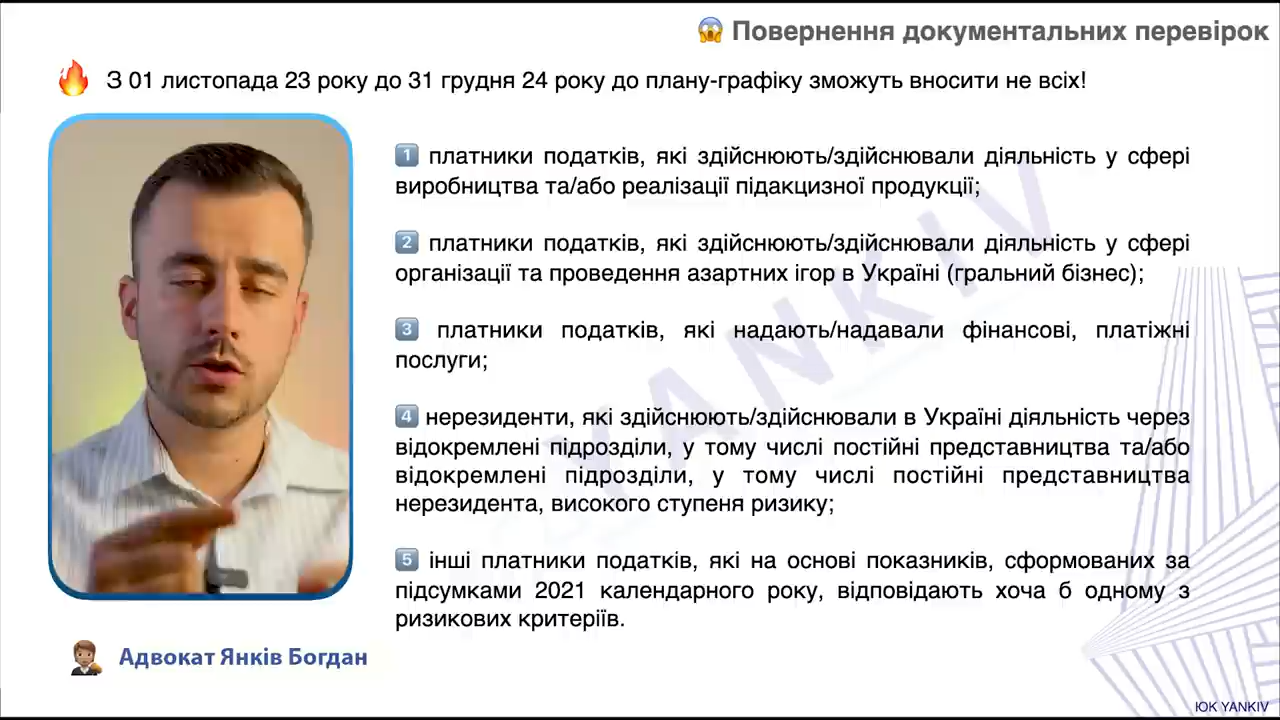 😱 Повернення документальних перевірок
🔥 З 01 листопада 23 року до 31 грудня 24 року до плану-графіку зможуть вносити не всіх!
1️⃣ платники податків, які здійснюють/здійснювали діяльність у сфері
виробництва та/або реалізації підакцизної продукції;
2️⃣ платники податків, які здійснюють/здійснювали діяльність у сфері
організації та проведення азартних ігор в Україні (гральний бізнес);
3️⃣ платники податків, які надають/надавали фінансові, платіжні
послуги;
4️⃣ нерезиденти, які здійснюють/здійснювали в Україні діяльність через
відокремлені підрозділи, у тому числі постійні представництва та/або
відокремлені підрозділи, у тому числі постійні представництва
нерезидента, високого ступеня ризику;
5️⃣ інші платники податків, які на основі показників, сформованих за
підсумками 2021 календарного року, відповідають хоча б одному з
ризикових критеріїв.
Адвокат Янків Богдан
YANKIV
ЮК YANKIV